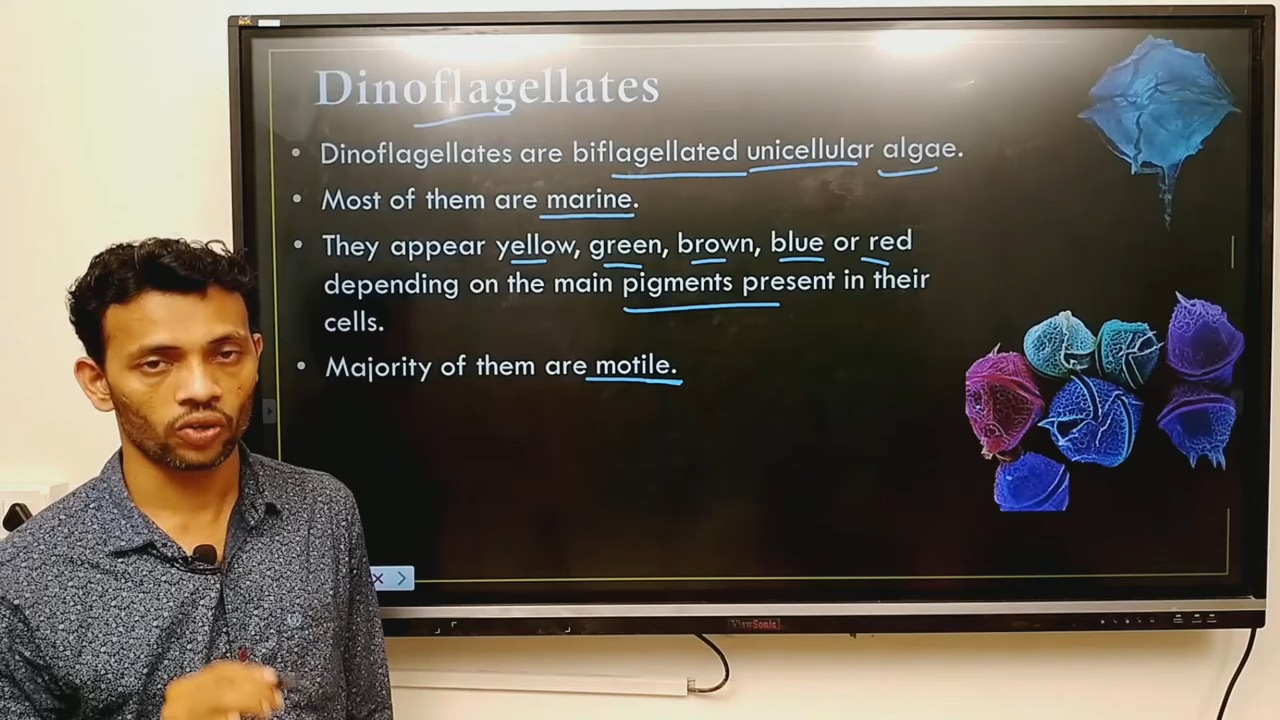 Dinoflagellates
• Dinoflagellates are biflagellated unicellular algae.
• Most of them are marine.
• They appear yellow, green, brown, blue or red
depending on the main pigments present in their
cells.
• Majority of them are motile.
ViewSonic